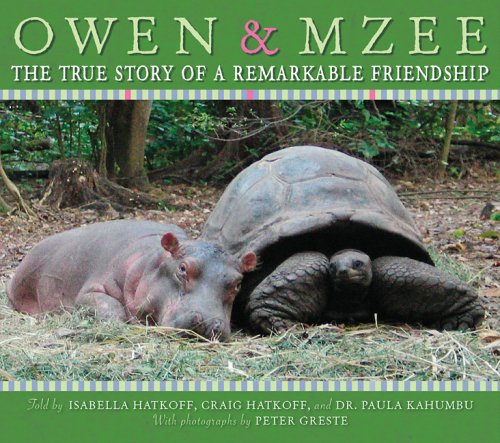 OWEN & MZEE
THE TRUE STORY OF A REMARKABLE FRIENDSHIP
Told by ISABELLA HATKOFF, CRAIG HATKOFF, and DR. PAULA KAHUMBU
With photographs by PETER GRESTE